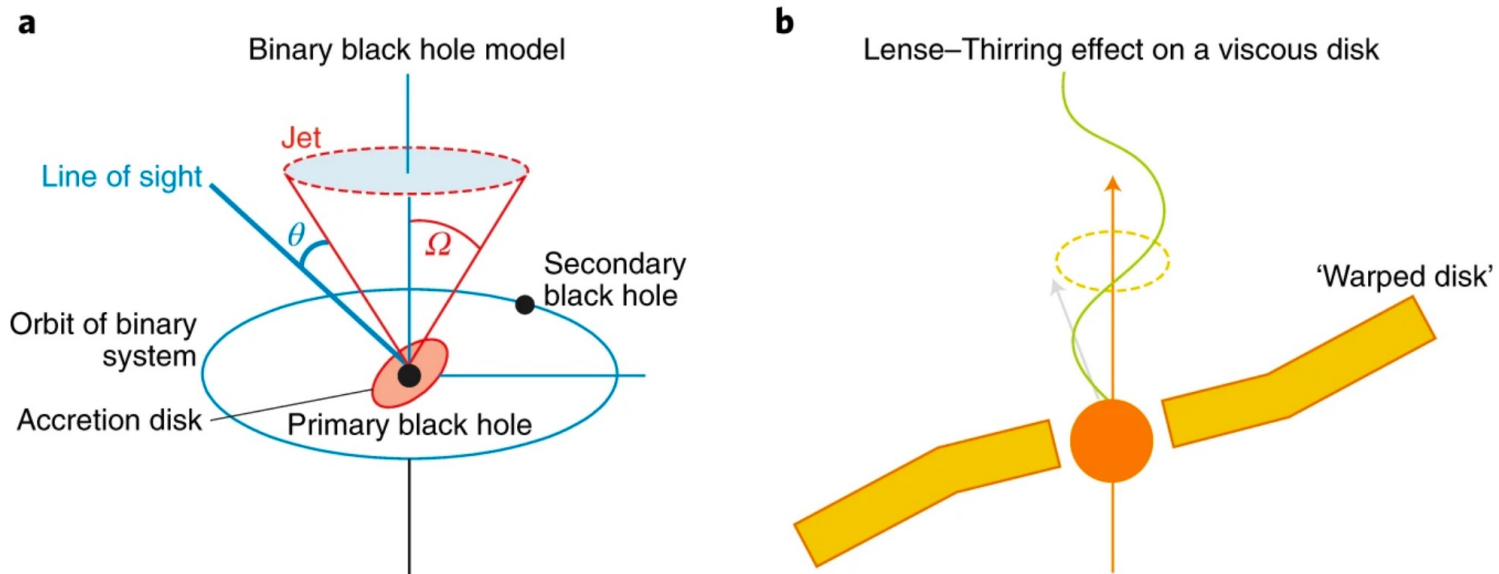 a
Binary black hole model
Jet
Line of sight
θ
Ω
Secondary
black hole
Orbit of binary
system
Accretion disk
Primary black hole
b
Lense–Thirring effect on a viscous disk
‘Warped disk’